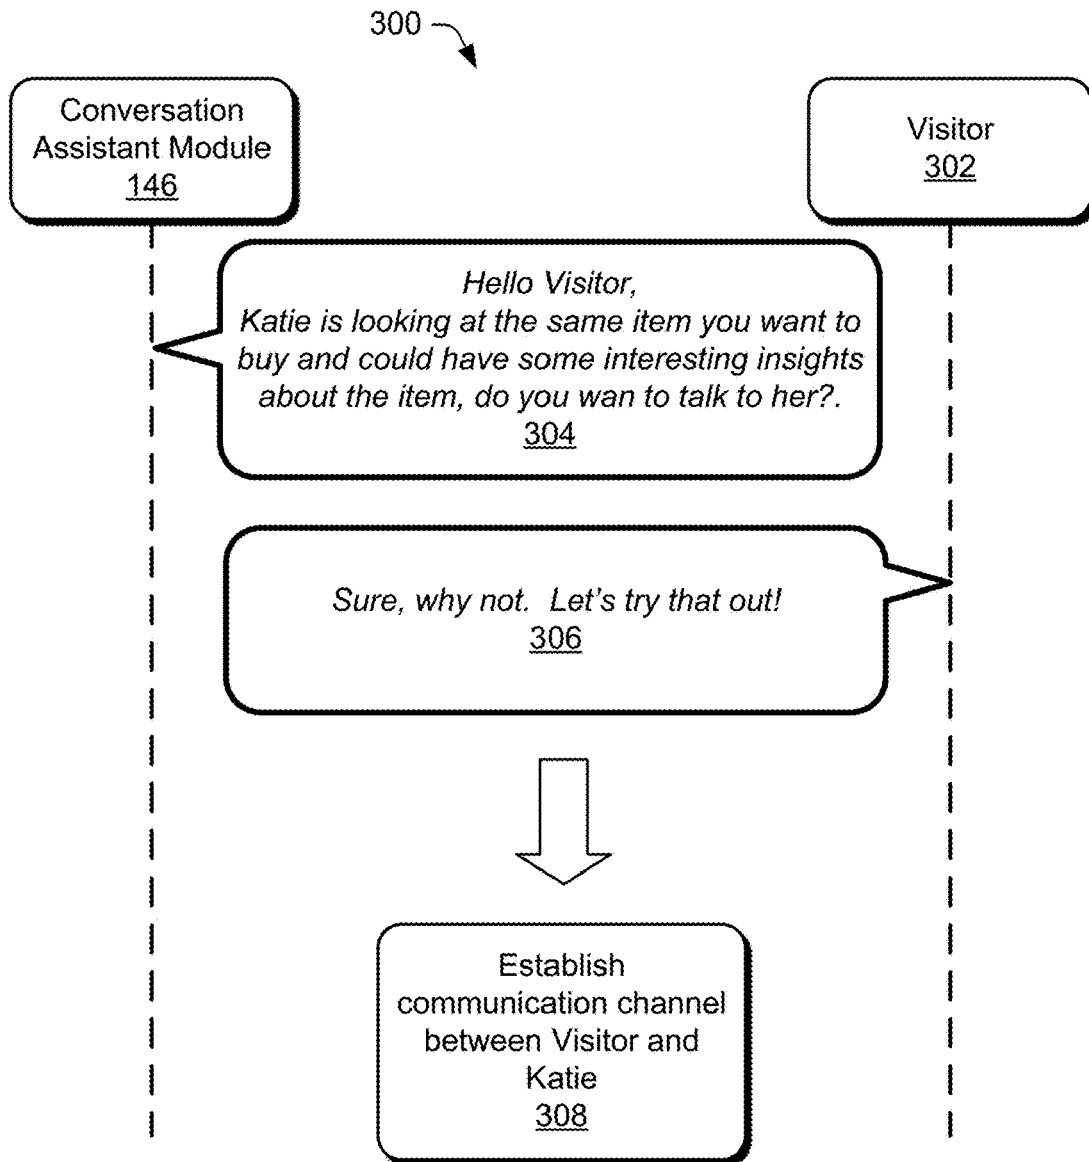 300
Conversation
Assistant Module
146
Visitor
302
Hello Visitor,
Katie is looking at the same item you want to
buy and could have some interesting insights
about the item, do you wan to talk to her?.
304
Sure, why not.  Let's try that out!
306
Establish
communication channel
between Visitor and
Katie
308